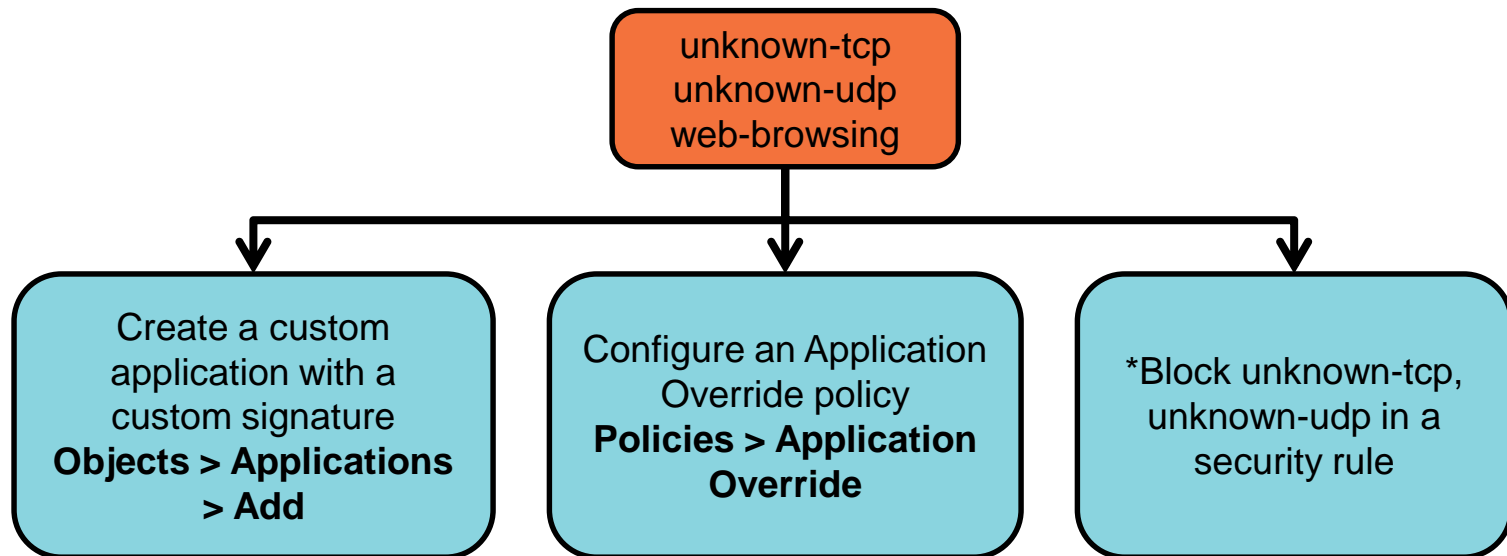 unknown-tcp
unknown-udp
web-browsing
Create a custom
application with a
custom signature
Objects > Applications
> Add
Configure an Application
Override policy
Policies > Application
Override
*Block unknown-tcp,
unknown-udp in a
security rule